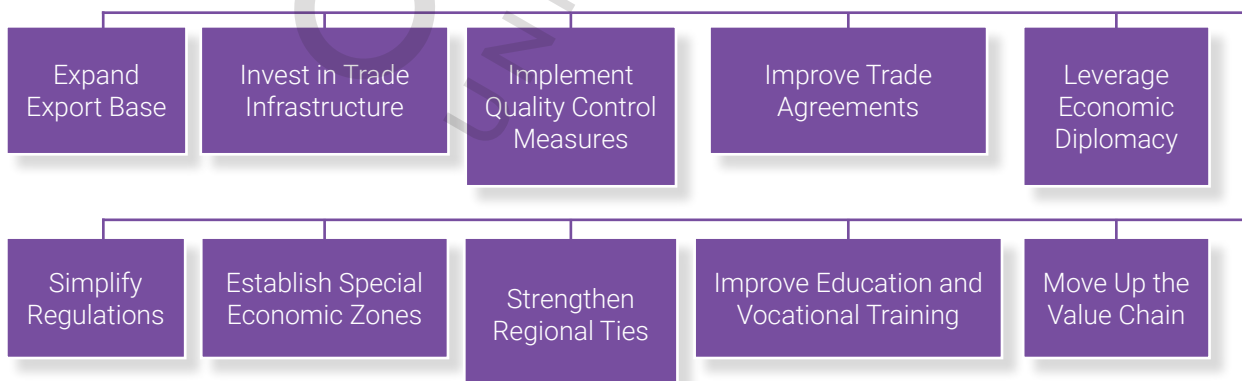 Expand
Export Base
Invest in Trade
Infrastructure
Implement
Quality Control
Measures
Improve Trade
Agreements
Leverage
Economic
Diplomacy
Simplify
Regulations
Establish Special
Economic Zones
Strengthen
Regional Ties
Improve Education and
Vocational Training
Move Up the
Value Chain